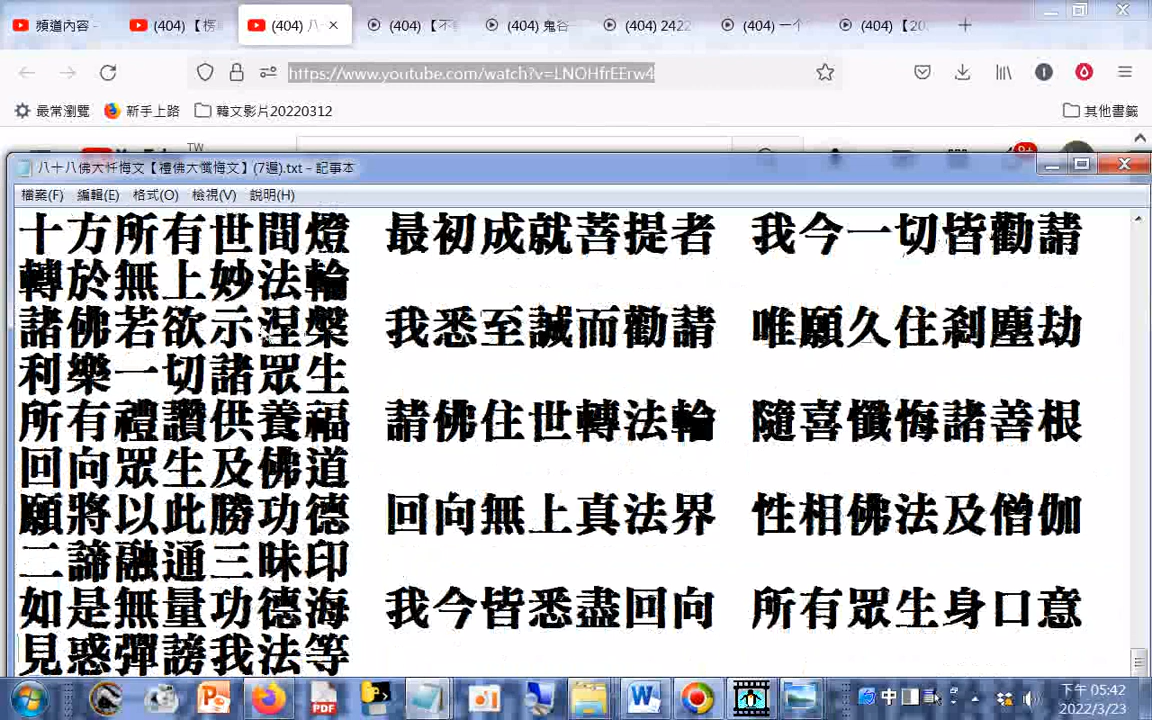 頻道內容 -
(404) 【榜
(404) 八
(404) 【不
(404) 鬼谷
(404) 2422
(404) 一个
(404) 【20
https://www.youtube.com/watch?v=LNOHfrEErw4
最常瀏覽 新手上路 韓文影片20220312 其他書籤
TW
9+
八十八佛大忏悔文【禮佛大懺悔文】(7遍).txt - 記事本
檔案(F) 編輯(E) 格式(O) 檢視(V) 說明(H)
十方所有世間燈 最初成就菩提者 我今一切皆勸請
轉於無上妙法輪
諸佛若欲示涅槃 我悉至誠而勸請 唯願久住剎塵劫
利樂一切諸眾生
所有禮讚供養福 請佛住世轉法輪 隨喜懺悔諸善根
回向眾生及佛道
願將以此勝功德 回向無上真法界 性相佛法及僧伽
二諦融通三昧印
如是無量功德海 我今皆悉盡回向 所有眾生身口意
見惑彈謗我法等
中
下午 05:42
2022/3/23